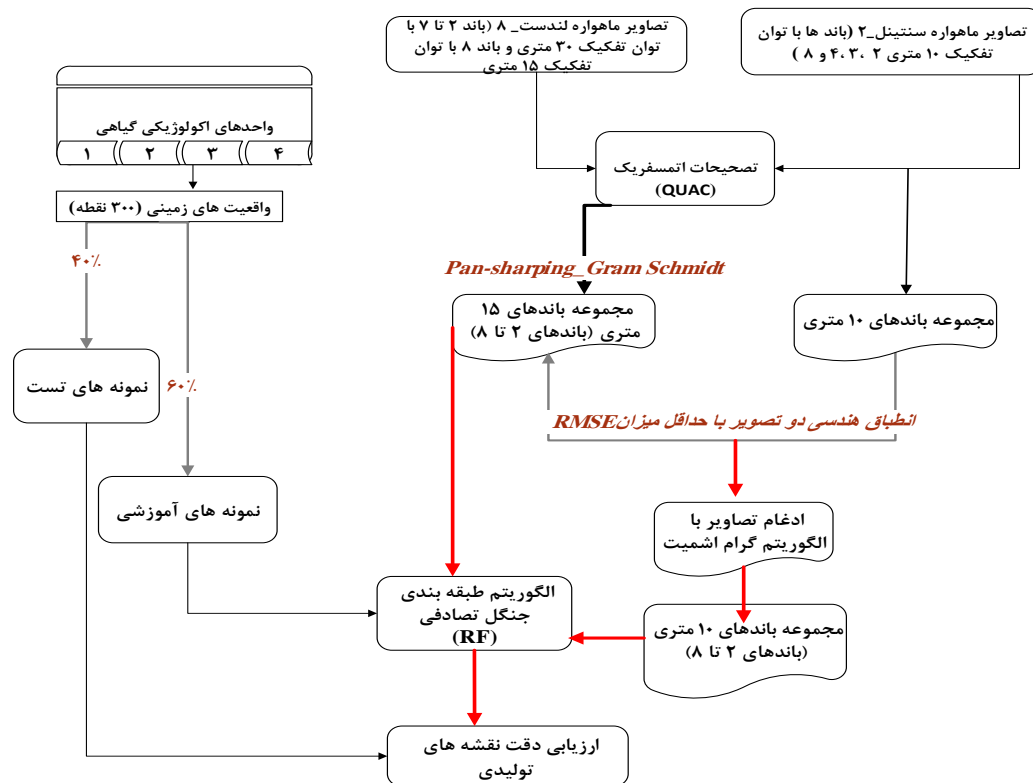 تصاویر ماهواره سنتینل_۲ (باند ها با توان
تفکیک ۱۰ متری ۲ ،۳ ،۴ و ۸ )
تصاویر ماهواره لندست_ ۸ (باند ۲ تا ۷ با
توان تفکیک ۳۰ متری و باند ۸ با توان
تفکیک ۱۵ متری
واحدهای اکولوژیکی گیاهی
۱ ۲ ۳ ۴
تصحیحات اتمسفریک
(QUAC)
واقعیت های زمینی (۳۰۰ نقطه)
۴۰٪
Pan-sharping_Gram Schmidt
مجموعه باندهای ۱۵
متری (باندهای ۲ تا ۸)
مجموعه باندهای ۱۰ متری
نمونه های تست
۶۰٪
انطباق هندسی دو تصویر با حداقل میزان RMSE
نمونه های آموزشی
ادغام تصاویر با
الگوریتم گرام اشمیت
الگوریتم طبقه بندی
جنگل تصادفی
(RF)
مجموعه باندهای ۱۰ متری
(باندهای ۲ تا ۸)
ارزیابی دقت نقشه های
تولیدی